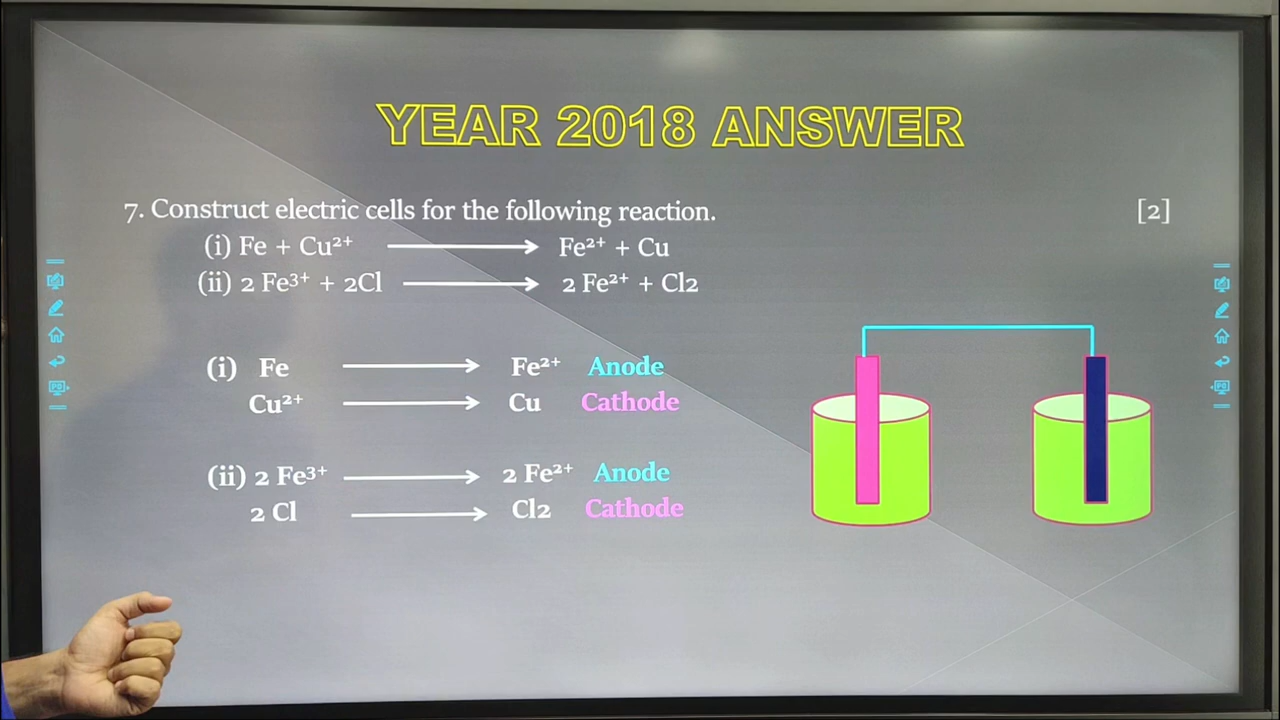 YEAR 2018 ANSWER
7. Construct electric cells for the following reaction. [2]
(i) Fe + Cu²⁺ ⟶ Fe²⁺ + Cu
(ii) 2 Fe³⁺ + 2Cl ⟶ 2 Fe²⁺ + Cl2
(i) Fe ⟶ Fe²⁺ Anode
Cu²⁺ ⟶ Cu Cathode
(ii) 2 Fe³⁺ ⟶ 2 Fe²⁺ Anode
2 Cl ⟶ Cl2 Cathode